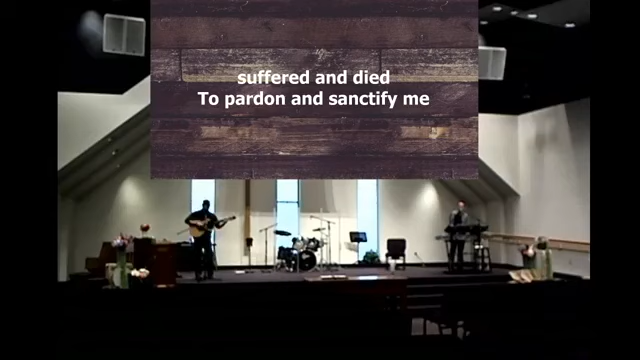 suffered and died
To pardon and sanctify me